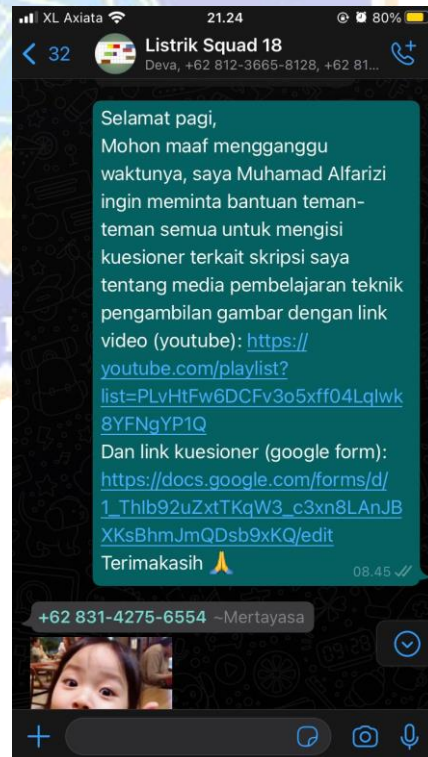 XL Axiata
21.24
80%
32
Listrik Squad 18
Deva, +62 812-3665-8128, +62 81...
Selamat pagi,
Mohon maaf mengganggu
waktunya, saya Muhamad Alfarizi
ingin meminta bantuan teman-
teman semua untuk mengisi
kuesioner terkait skripsi saya
tentang media pembelajaran teknik
pengambilan gambar dengan link
video (youtube): https://
youtube.com/playlist?
list=PLvHtFw6DCFv3o5xff04Lqlwk
8YFNgYP1Q
Dan link kuesioner (google form):
https://docs.google.com/forms/d/
1_Thlb92uZxtTKqW3_c3xn8LAnJB
XKsBhmJmQDsb9xKQ/edit
Terimakasih 🙏
08.45
+62 831-4275-6554 ~Mertayasa